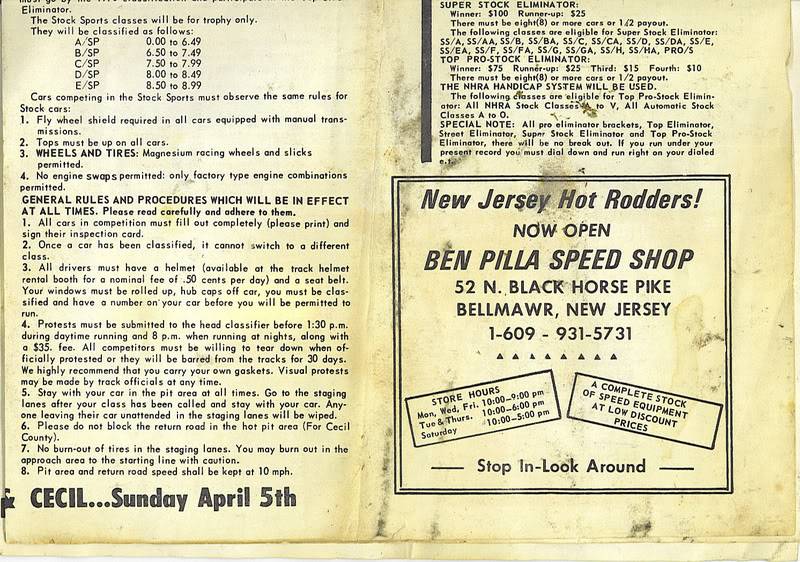 Eliminator.
The Stock Sports classes will be for trophy only.
They will be classified as follows:
A/SP 0.00 to 6.49
B/SP 6.50 to 7.49
C/SP 7.50 to 7.99
D/SP 8.00 to 8.49
E/SP 8.50 to 8.99
Cars competing in the Stock Sports must observe the same rules for
Stock cars:
1. Fly wheel shield required in all cars equipped with manual trans-
missions.
2. Tops must be up on all cars.
3. WHEELS AND TIRES: Magnesium racing wheels and slicks
permitted.
4. No engine swaps permitted: only factory type engine combinations
permitted.
GENERAL RULES AND PROCEDURES WHICH WILL BE IN EFFECT
AT ALL TIMES. Please read carefully and adhere to them.
1. All cars in competition must fill out completely (please print) and
sign their inspection card.
2. Once a car has been classified, it cannot switch to a different
class.
3. All drivers must have a helmet (available at the track helmet
rental booth for a nominal fee of .50 cents per day) and a seat belt.
Your windows must be rolled up, hub caps off car, you must be clas-
sified and have a number on your car before you will be permitted to
run.
4. Protests must be submitted to the head classifier before 1:30 p.m.
during daytime running and 8 p.m. when running at nights, along with
a $35. fee. All competitors must be willing to tear down when of-
ficially protested or they will be barred from the tracks for 30 days.
We highly recommend that you carry your own gaskets. Visual protests
may be made by track officials at any time.
5. Stay with your car in the pit area at all times. Go to the staging
lanes after your class has been called and stay with your car. Any-
one leaving their car unattended in the staging lanes will be wiped.
6. Please do not block the return road in the hot pit area (For Cecil
County).
7. No burn-out of tires in the staging lanes. You may burn out in the
approach area to the starting line with caution.
8. Pit area and return road speed shall be kept at 10 mph.
& CECIL...Sunday April 5th
SUPER STOCK ELIMINATOR:
Winner: $100 Runner-up: $25
There must be eight(8) or more cars or 1/2 payout.
The following classes are eligible for Super Stock Eliminator:
SS/A, SS/AA, SS/B, SS/BA, SS/C, SS/CA, SS/D, SS/DA, SS/E,
SS/EA, SS/F, SS/FA, SS/G, SS/GA, SS/H, SS/HA, PRO/S
TOP PRO-STOCK ELIMINATOR:
Winner: $75 Runner-up: $25 Third: $15 Fourth: $10
There must be eight(8) or more cars or 1/2 payout.
THE NHRA HANDICAP SYSTEM WILL BE USED.
The following classes are eligible for Top Pro-Stock Elimin-
ator: All NHRA Stock Classes to V, All Automatic Stock
Classes A to O.
SPECIAL NOTE: All pro eliminator brackets, Top Eliminator,
Street Eliminator, Super Stock Eliminator and Top Pro-Stock
Eliminator, there will be no break out. If you run under your
present record you must dial down and run right on your dialed
e.t.
New Jersey Hot Rodders!
NOW OPEN
BEN PILLA SPEED SHOP
52 N. BLACK HORSE PIKE
BELLMAWR, NEW JERSEY
1-609 - 931-5731
STORE HOURS
Mon, Wed, Fri. 10:00-9:00 pm
Tue & Thurs. 10:00-6:00 pm
Saturday 10:00-5:00 pm
A COMPLETE STOCK
OF SPEED EQUIPMENT
AT LOW DISCOUNT
PRICES
Stop In-Look Around